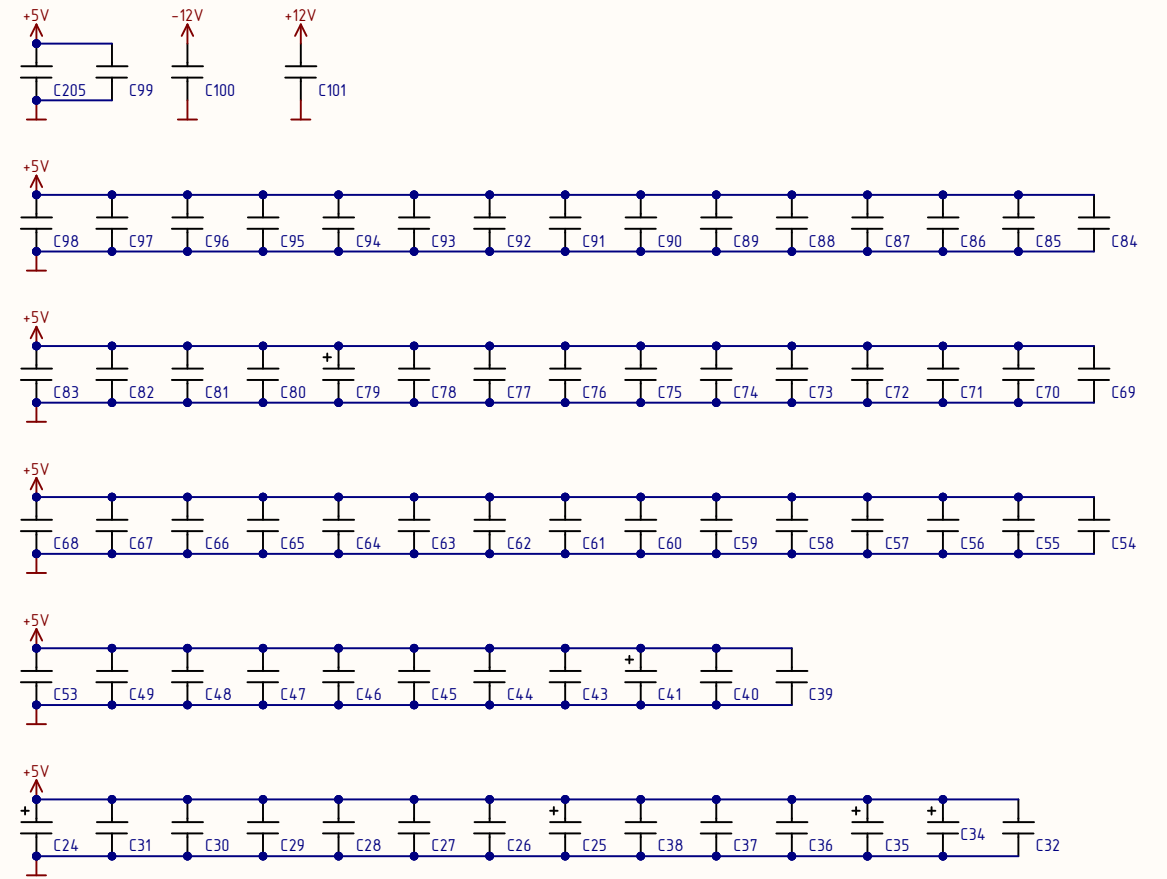 +5V -12V +12V
C205 C99 C100 C101
+5V
C98 C97 C96 C95 C94 C93 C92 C91 C90 C89 C88 C87 C86 C85 C84
+5V
+
C83 C82 C81 C80 C79 C78 C77 C76 C75 C74 C73 C72 C71 C70 C69
+5V
C68 C67 C66 C65 C64 C63 C62 C61 C60 C59 C58 C57 C56 C55 C54
+5V
+
C53 C49 C48 C47 C46 C45 C44 C43 C41 C40 C39
+5V
+ + + +
C24 C31 C30 C29 C28 C27 C26 C25 C38 C37 C36 C35 C34 C32